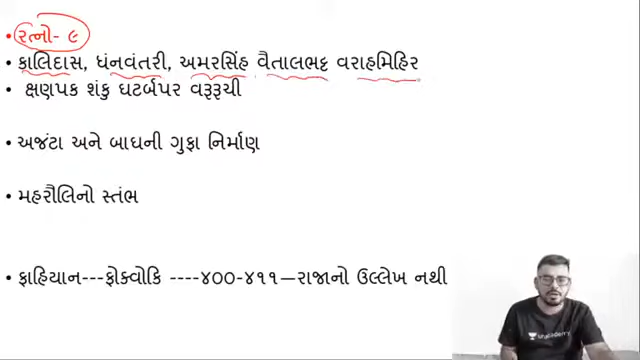 રત્નો- ૯
કાલિદાસ, ધંનવંતરી, અમરસિંહ વૈતાલભટ્ટ વરાહમિહિર
ક્ષણપક શંકુ ઘટર્બપર વરૂરૂચી
અજંટા અને બાઘની ગુફા નિર્માણ
મહરૌલિનો સ્તંભ
ફાહિયાન---ફોક્વોકિ ----૪૦૦-૪૧૧—રાજાનો ઉલ્લેખ નથી
unacademy